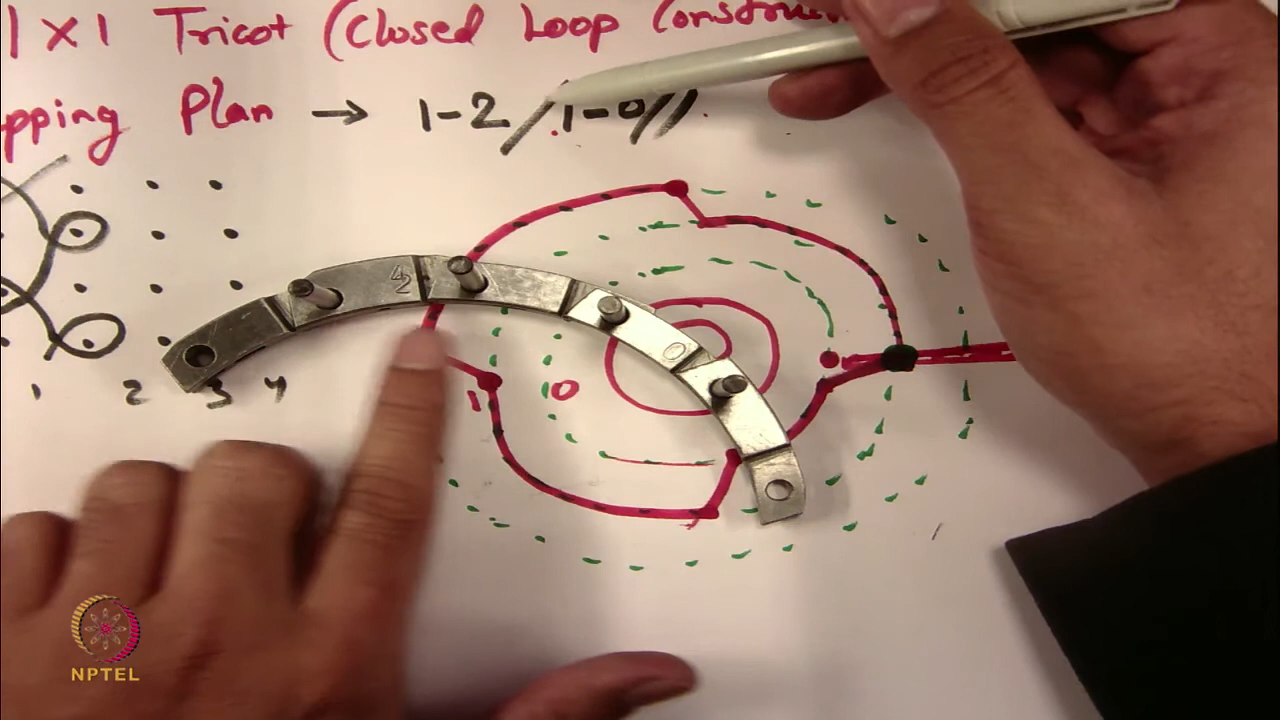 1 x 1 Tricot (Closed Loop
Plan → 1-2/1-0//
4
2
0
1 0
1 2 3 4
NPTEL